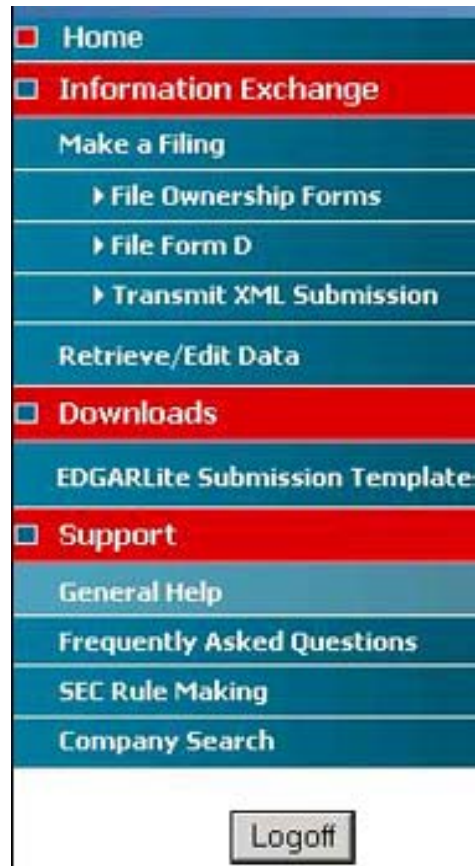 Home
Information Exchange
Make a Filing
File Ownership Forms
File Form D
Transmit XML Submission
Retrieve/Edit Data
Downloads
EDGARLite Submission Template
Support
General Help
Frequently Asked Questions
SEC Rule Making
Company Search
Logoff